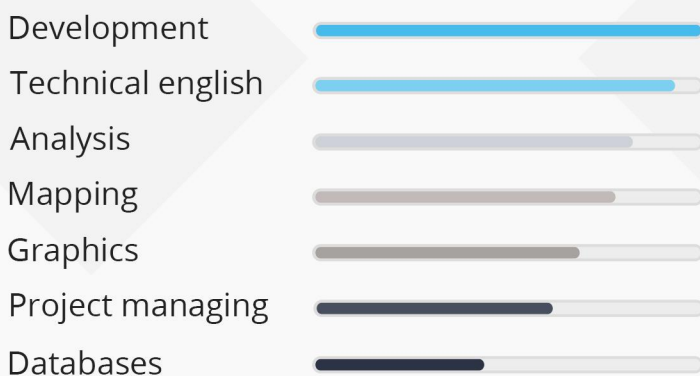 Development
Technical english
Analysis
Mapping
Graphics
Project managing
Databases